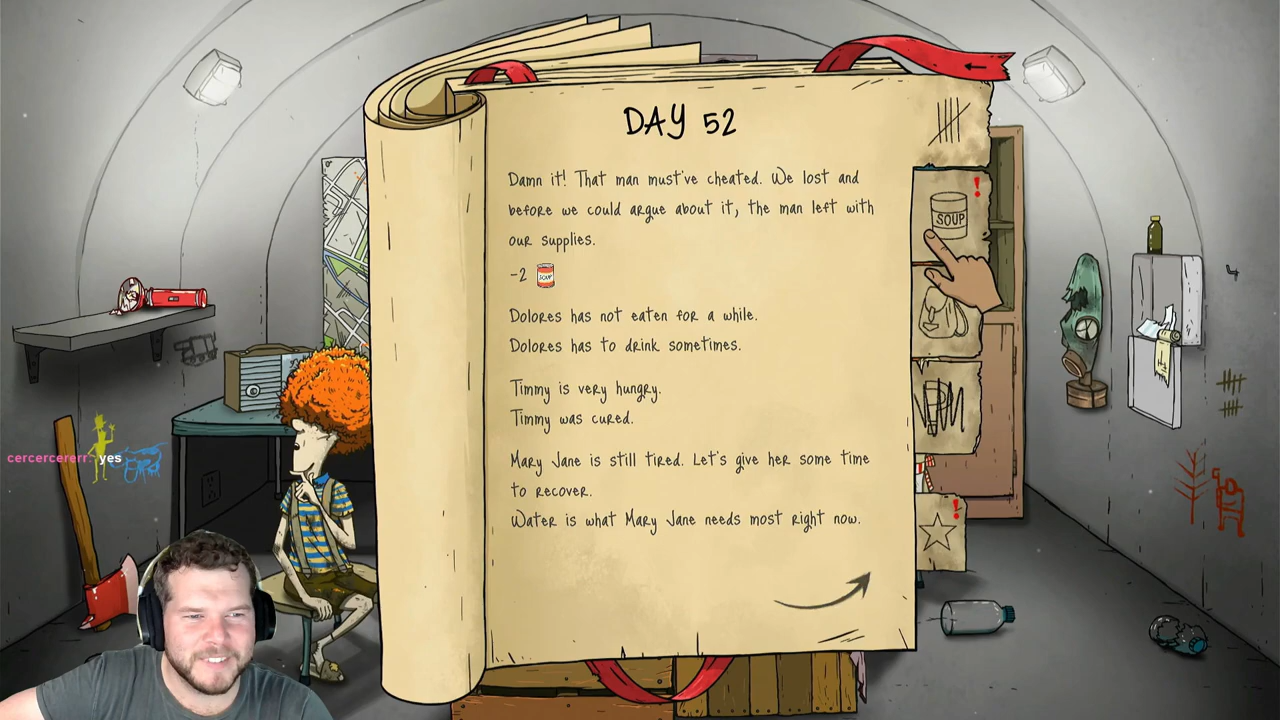 DAY 52
Damn it! That man must've cheated. We lost and
before we could argue about it, the man left with
our supplies.
-2 SOUP
Dolores has not eaten for a while.
Dolores has to drink sometimes.
Timmy is very hungry.
Timmy was cured.
Mary Jane is still tired. Let's give her some time
to recover.
Water is what Mary Jane needs most right now.
!
SOUP
!
cercercererr: yes